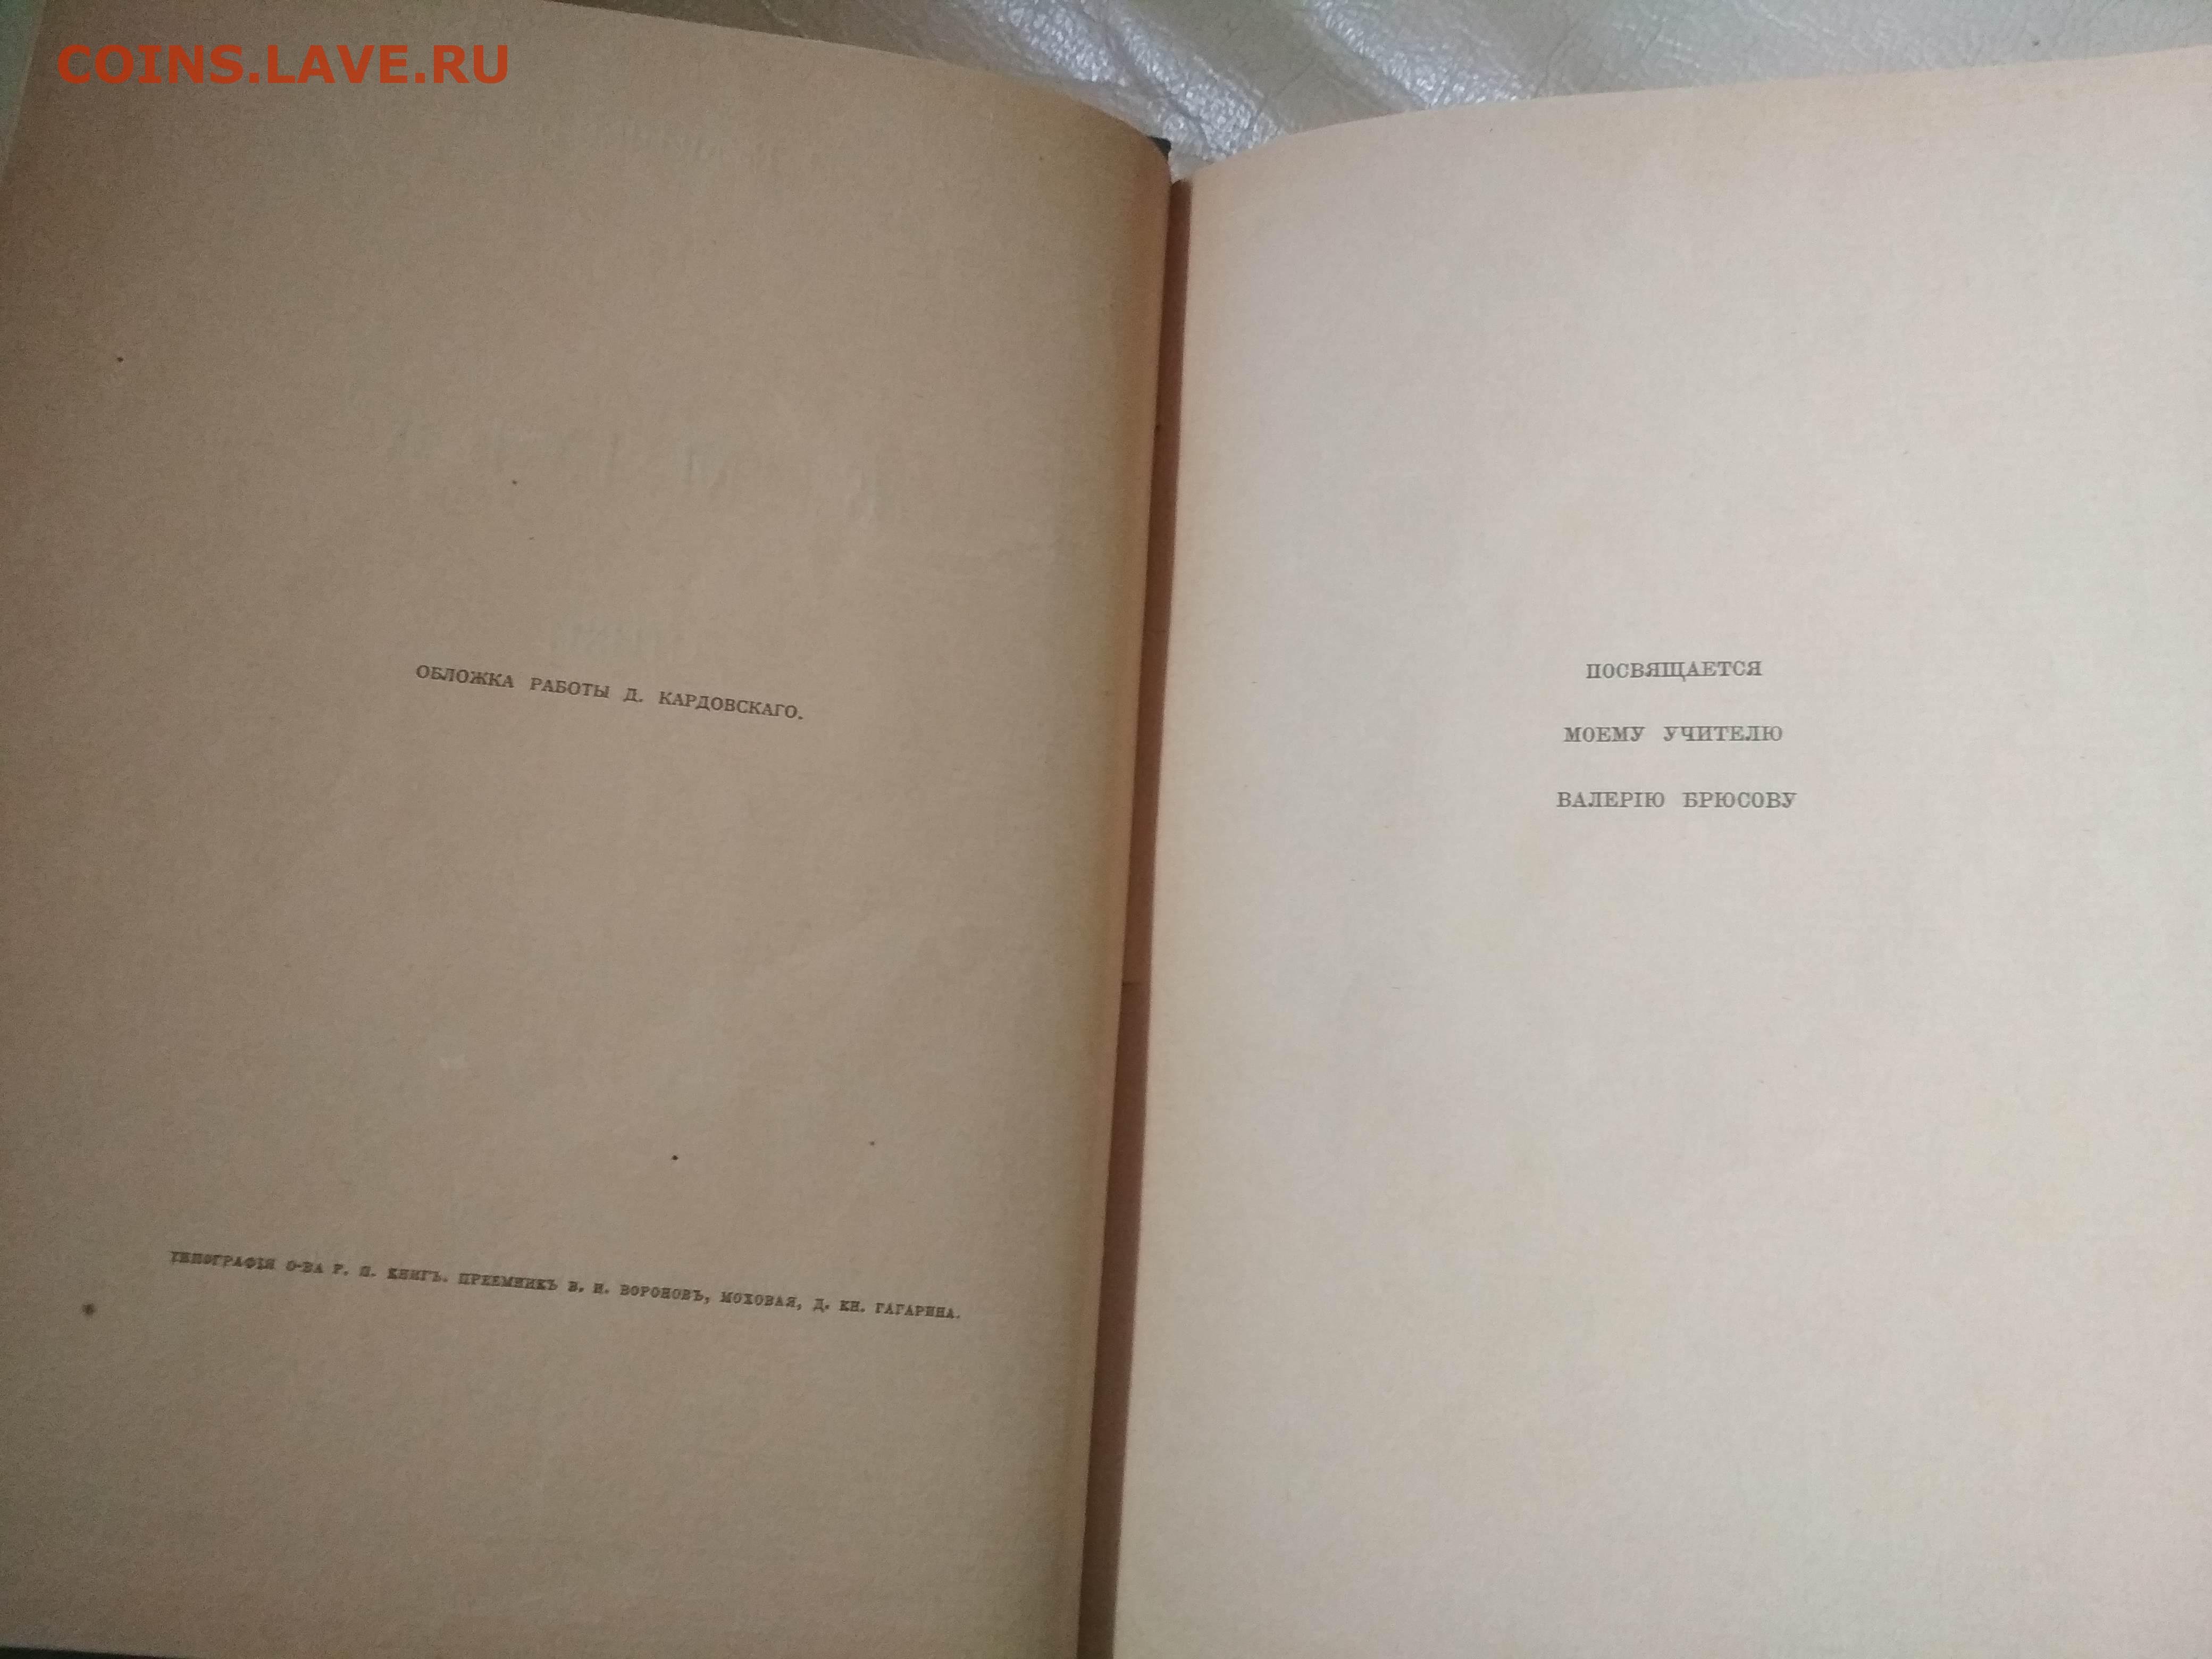 COINS.LAVE.RU
ОБЛОЖКА РАБОТЫ Д. КАРДОВСКАГО.
ТИПОГРАФІЯ О-ВА Р. П. КНИГЪ. ПРЕЕМНИКЪ В. И. ВОРОНОВЪ, МОХОВАЯ, Д. КН. ГАГАРИНА.
ПОСВЯЩАЕТСЯ
МОЕМУ УЧИТЕЛЮ
ВАЛЕРІЮ БРЮСОВУ